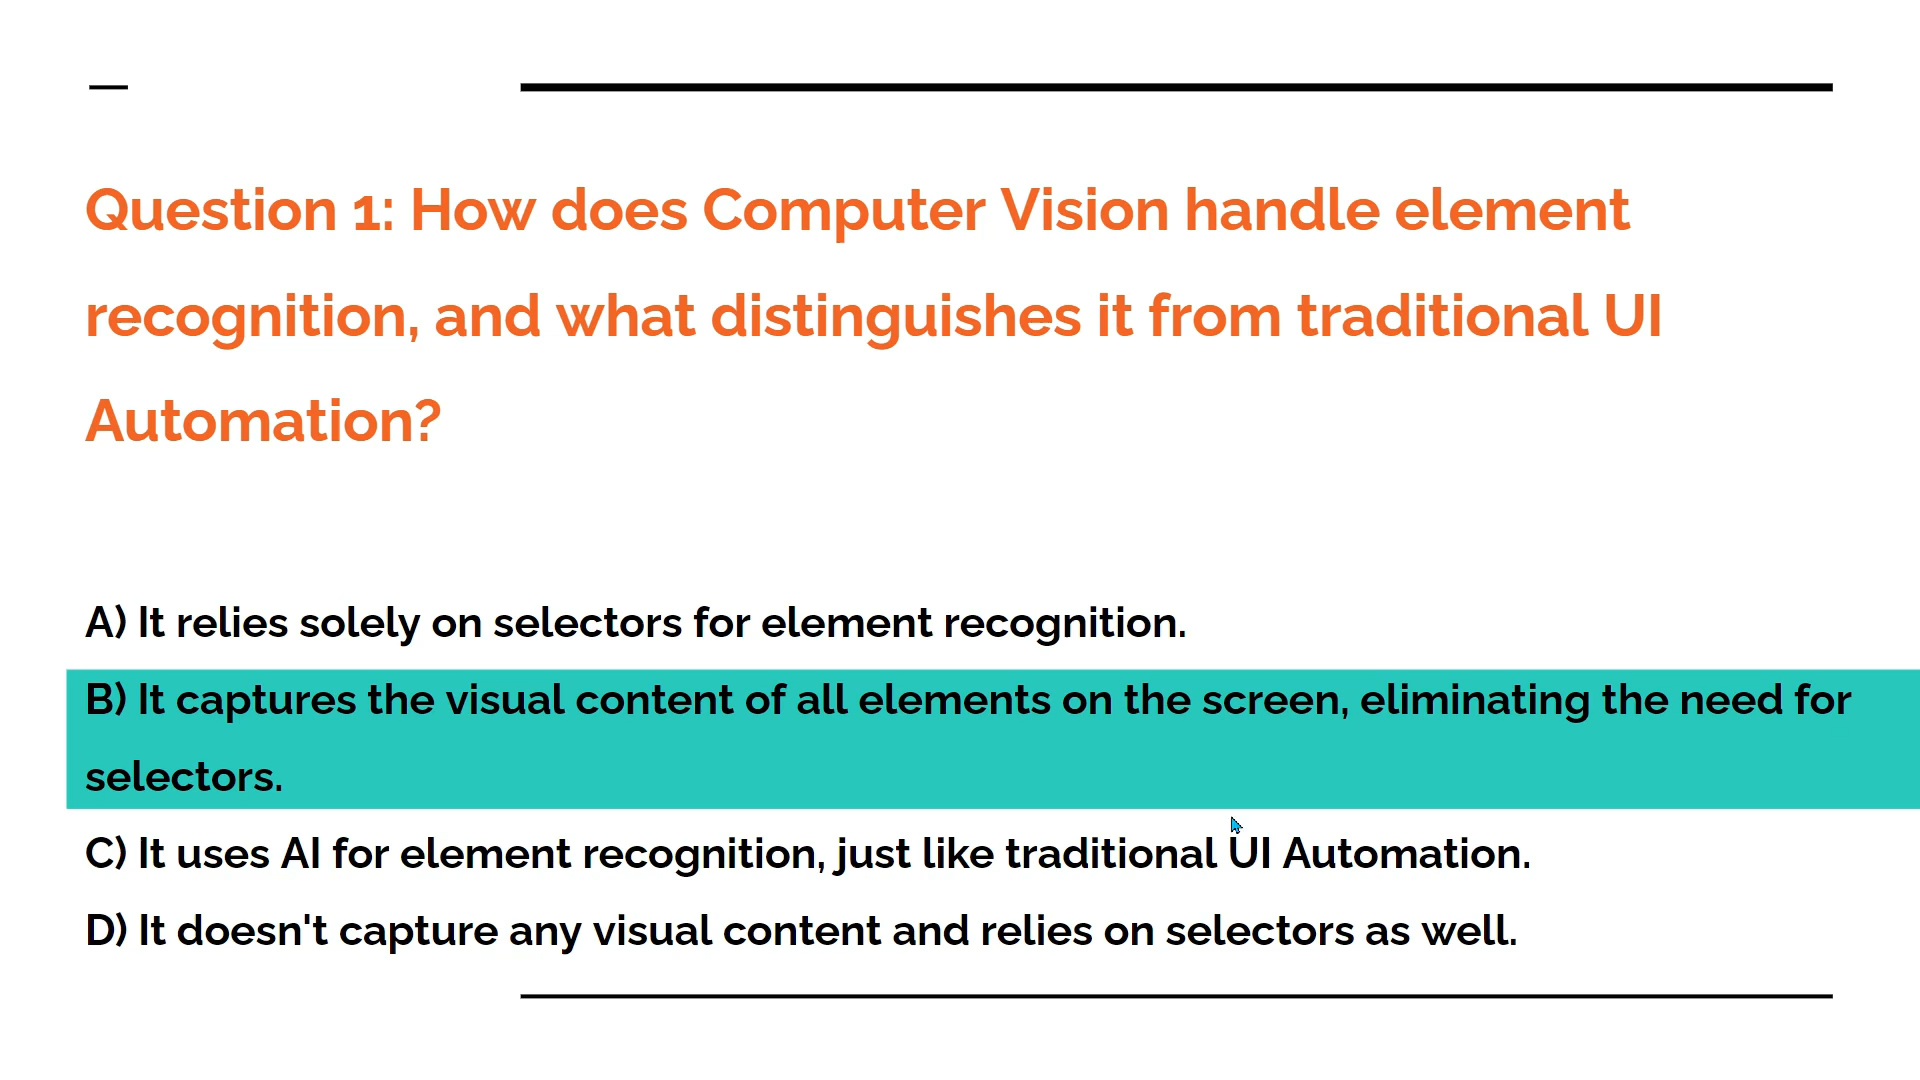 Question 1: How does Computer Vision handle element
recognition, and what distinguishes it from traditional UI
Automation?
A) It relies solely on selectors for element recognition.
B) It captures the visual content of all elements on the screen, eliminating the need for
selectors.
C) It uses AI for element recognition, just like traditional UI Automation.
D) It doesn't capture any visual content and relies on selectors as well.